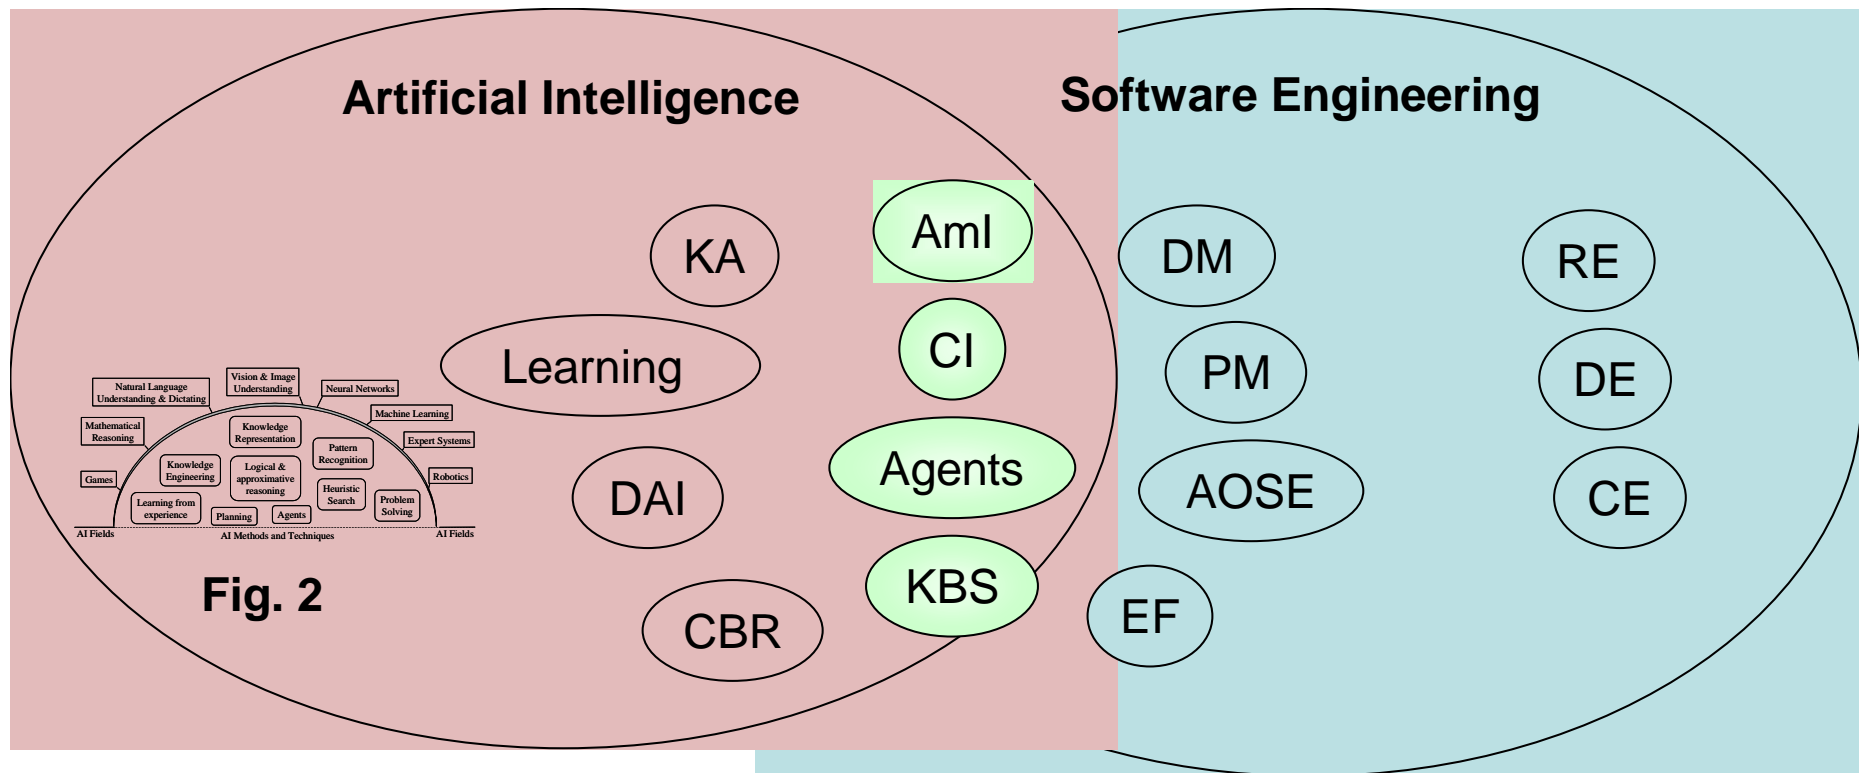 Artificial Intelligence
Software Engineering
AmI
KA
DM
RE
CI
Learning
PM
DE
Agents
DAI
AOSE
CE
KBS
CBR
EF
Natural Language
Understanding & Dictating
Vision & Image
Understanding
Neural Networks
Mathematical
Reasoning
Machine Learning
Expert Systems
Games
Robotics
Knowledge
Representation
Pattern
Recognition
Knowledge
Engineering
Logical &
approximative
reasoning
Heuristic
Search
Learning from
experience
Planning
Agents
Problem
Solving
AI Fields
AI Methods and Techniques
AI Fields
Fig. 2